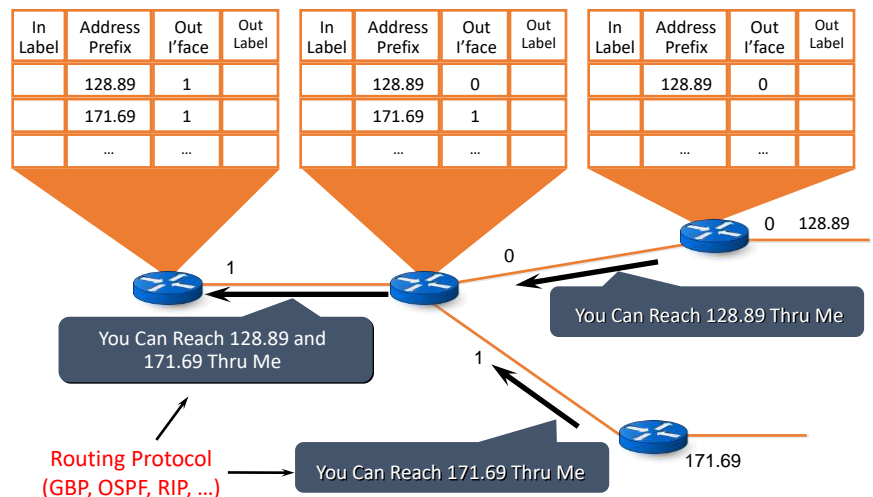 In Label Address Prefix Out I'face Out Label
128.89 1
171.69 1
... ...
In Label Address Prefix Out I'face Out Label
128.89 0
171.69 1
... ...
In Label Address Prefix Out I'face Out Label
128.89 0
... ...
0 128.89
0
1
You Can Reach 128.89 Thru Me
You Can Reach 128.89 and
171.69 Thru Me
1
Routing Protocol
(GBP, OSPF, RIP, ...)
You Can Reach 171.69 Thru Me
171.69